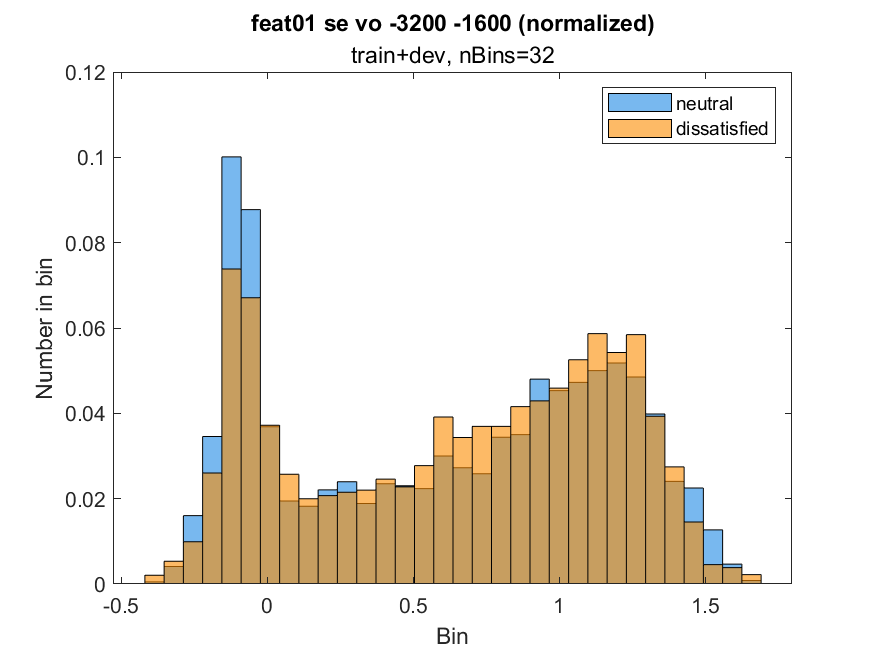 feat01 se vo -3200 -1600 (normalized)
train+dev, nBins=32
neutral
dissatisfied
Number in bin
0.12
0.1
0.08
0.06
0.04
0.02
0
-0.5
0
0.5
1
1.5
Bin